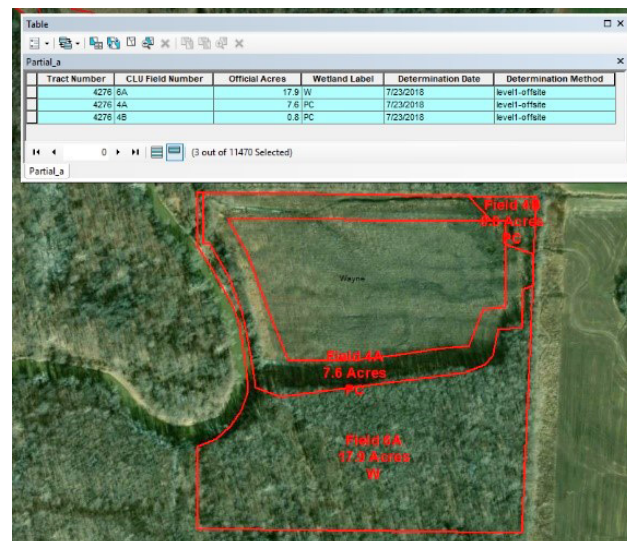 Table
Partial_a
Tract Number CLU Field Number Official Acres Wetland Label Determination Date Determination Method
4276 6A 17.9 W 7/23/2018 level1-offsite
4276 4A 7.6 PC 7/23/2018 level1-offsite
4276 4B 0.8 PC 7/23/2018 level1-offsite
0 (3 out of 11470 Selected)
Partial_a
Field 4B
0.8 Acres
PC
Wayne
Field 4A
7.6 Acres
PC
Field 6A
17.9 Acres
W